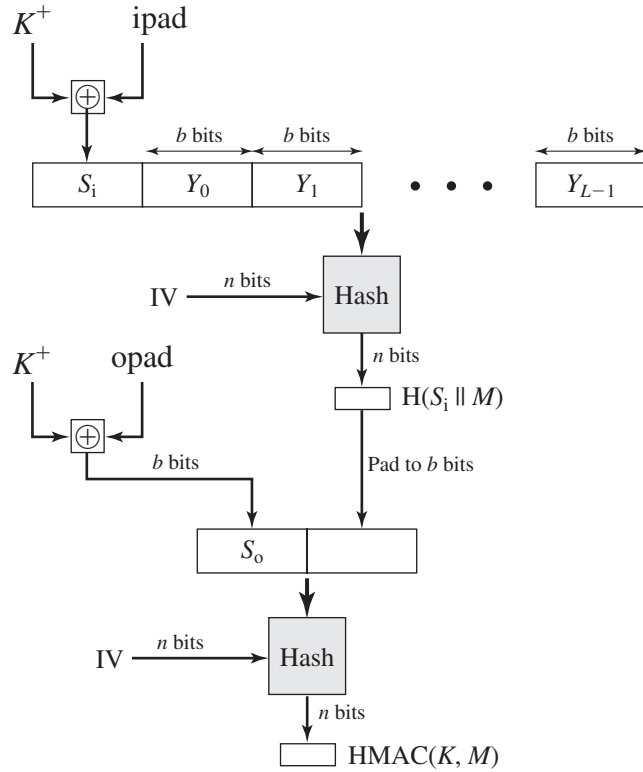 K⁺ ipad
⊕
b bits b bits b bits
Sᵢ Y₀ Y₁ • • • Y_{L−1}
IV n bits Hash
n bits
K⁺ opad
H(Sᵢ || M)
⊕
b bits Pad to b bits
Sₒ
IV n bits Hash
n bits
HMAC(K, M)